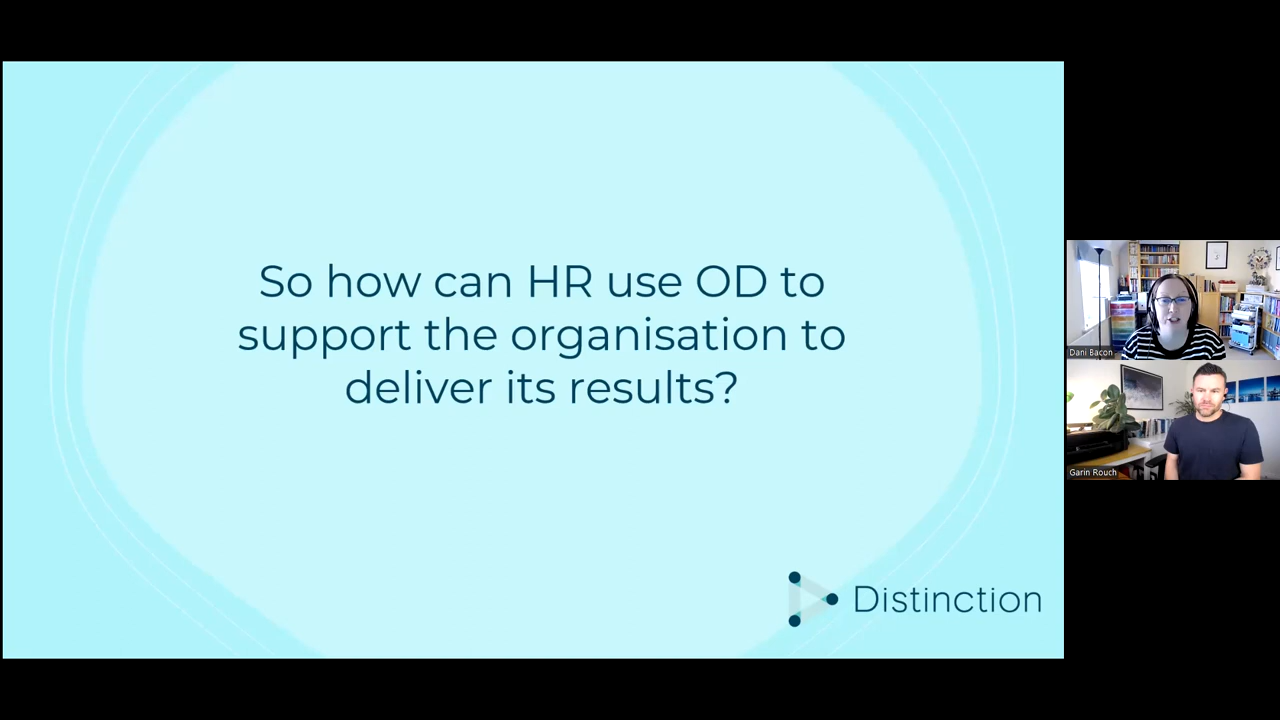 So how can HR use OD to
support the organisation to
deliver its results?
Distinction
Dani Bacon
Garin Rouch